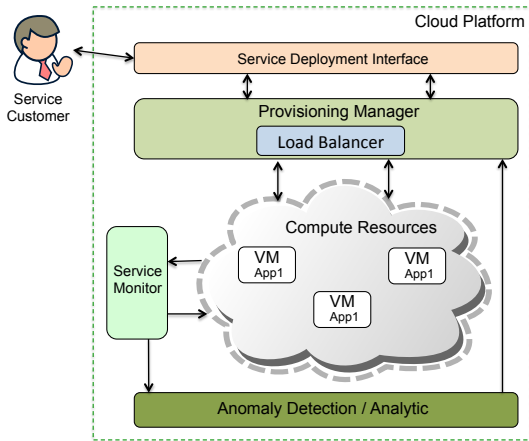 Cloud Platform
Service Deployment Interface
Service
Customer
Provisioning Manager
Load Balancer
Compute Resources
VM
App1
VM
App1
VM
App1
Service
Monitor
Anomaly Detection / Analytic